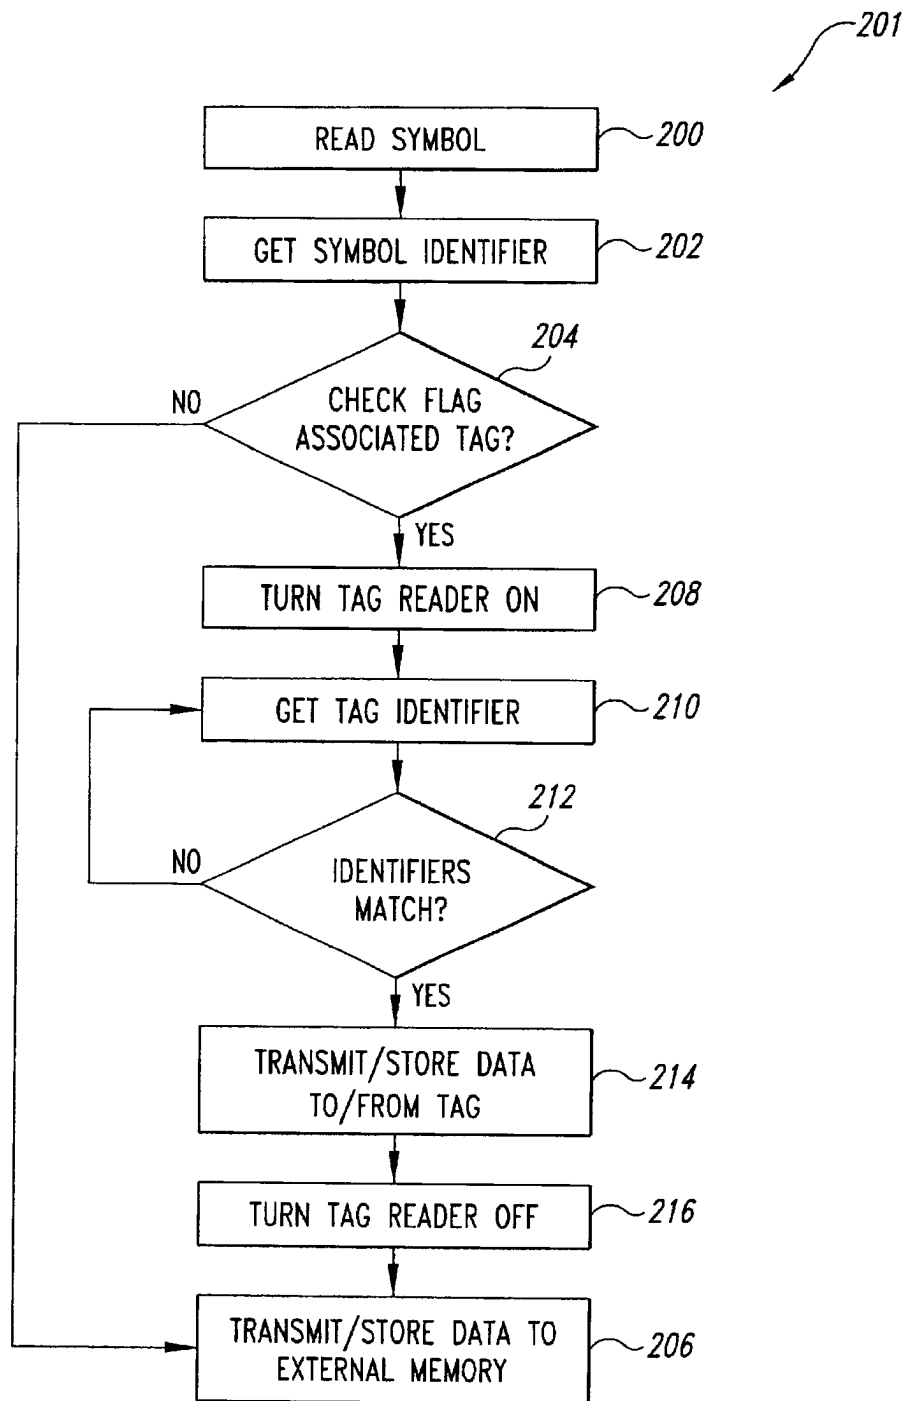 201
READ SYMBOL
200
GET SYMBOL IDENTIFIER
202
204
CHECK FLAG
ASSOCIATED TAG?
NO
YES
TURN TAG READER ON
208
GET TAG IDENTIFIER
210
212
IDENTIFIERS
MATCH?
NO
YES
TRANSMIT/STORE DATA
TO/FROM TAG
214
TURN TAG READER OFF
216
TRANSMIT/STORE DATA TO
EXTERNAL MEMORY
206